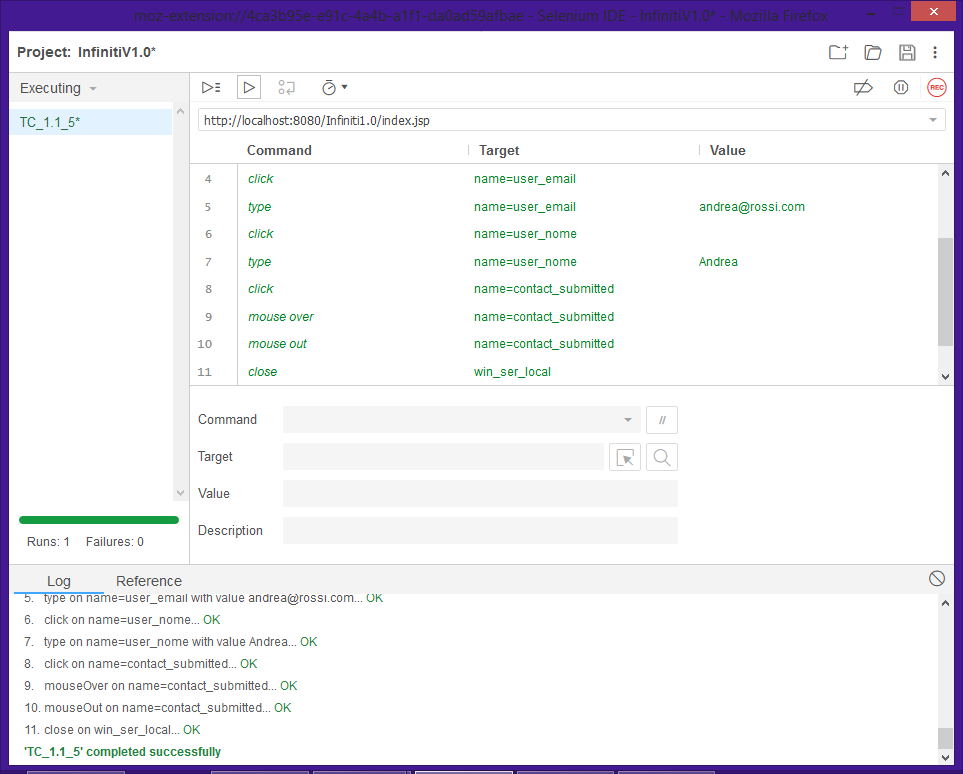 moz-extension://4ca3b95e-e91c-4a4b-a1f1-da0ad59afbae - Selenium IDE - InfinitiV1.0* - Mozilla Firefox
Project: InfinitiV1.0*
Executing
REC
TC_1.1_5*
http://localhost:8080/Infiniti1.0/index.jsp
Command Target Value
4 click name=user_email
5 type name=user_email andrea@rossi.com
6 click name=user_nome
7 type name=user_nome Andrea
8 click name=contact_submitted
9 mouse over name=contact_submitted
10 mouse out name=contact_submitted
11 close win_ser_local
Command //
Target
Value
Description
Runs: 1 Failures: 0
Log Reference
5. type on name=user_email with value andrea@rossi.com... OK
6. click on name=user_nome... OK
7. type on name=user_nome with value Andrea... OK
8. click on name=contact_submitted... OK
9. mouseOver on name=contact_submitted... OK
10. mouseOut on name=contact_submitted... OK
11. close on win_ser_local... OK
'TC_1.1_5' completed successfully